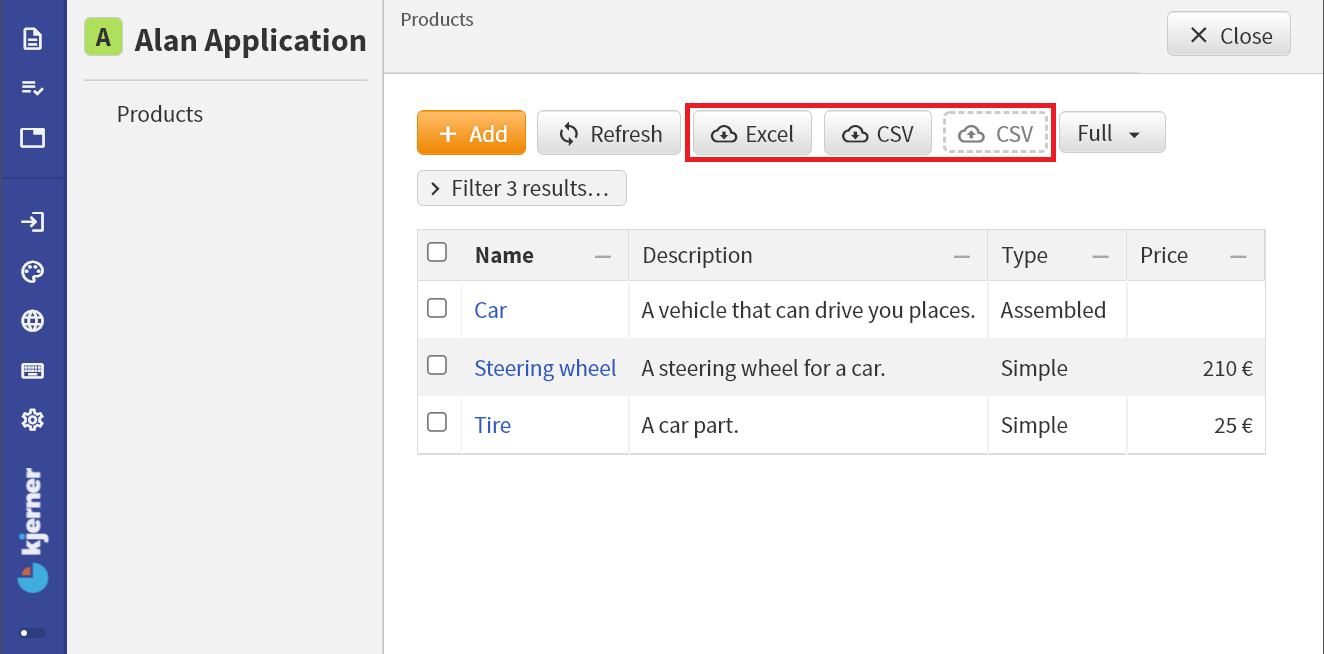 A Alan Application
Products
Products
Close
Add Refresh Excel CSV CSV Full
Filter 3 results...
Name Description Type Price
Car A vehicle that can drive you places. Assembled
Steering wheel A steering wheel for a car. Simple 210 €
Tire A car part. Simple 25 €
kjerner